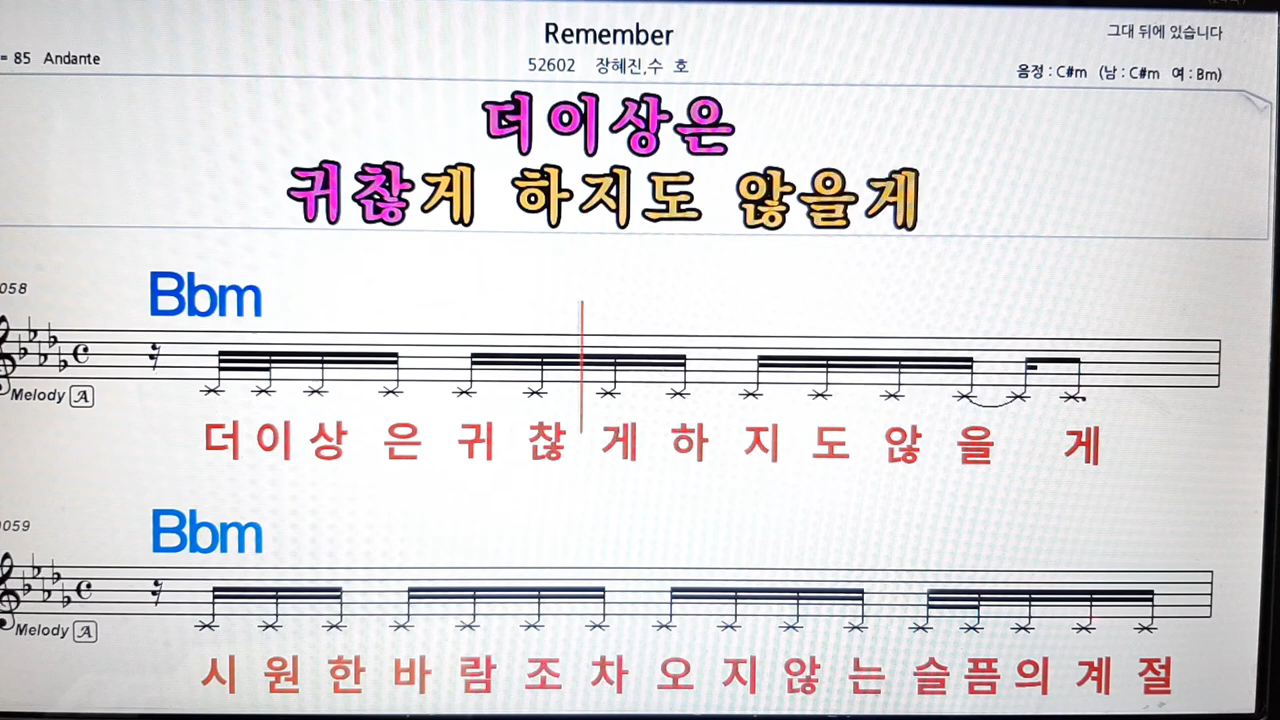 Remember
그대 뒤에 있습니다
= 85 Andante
52602 장혜진,수 호
음정 : C#m (남 : C#m 여 : Bm)
더이상은
귀찮게 하지도 않을게
058
Bbm
Melody A
더 이 상 은 귀 찮 게 하 지 도 않 을 게
059
Bbm
Melody A
시 원 한 바 람 조 차 오 지 않 는 슬 픔 의 계 절